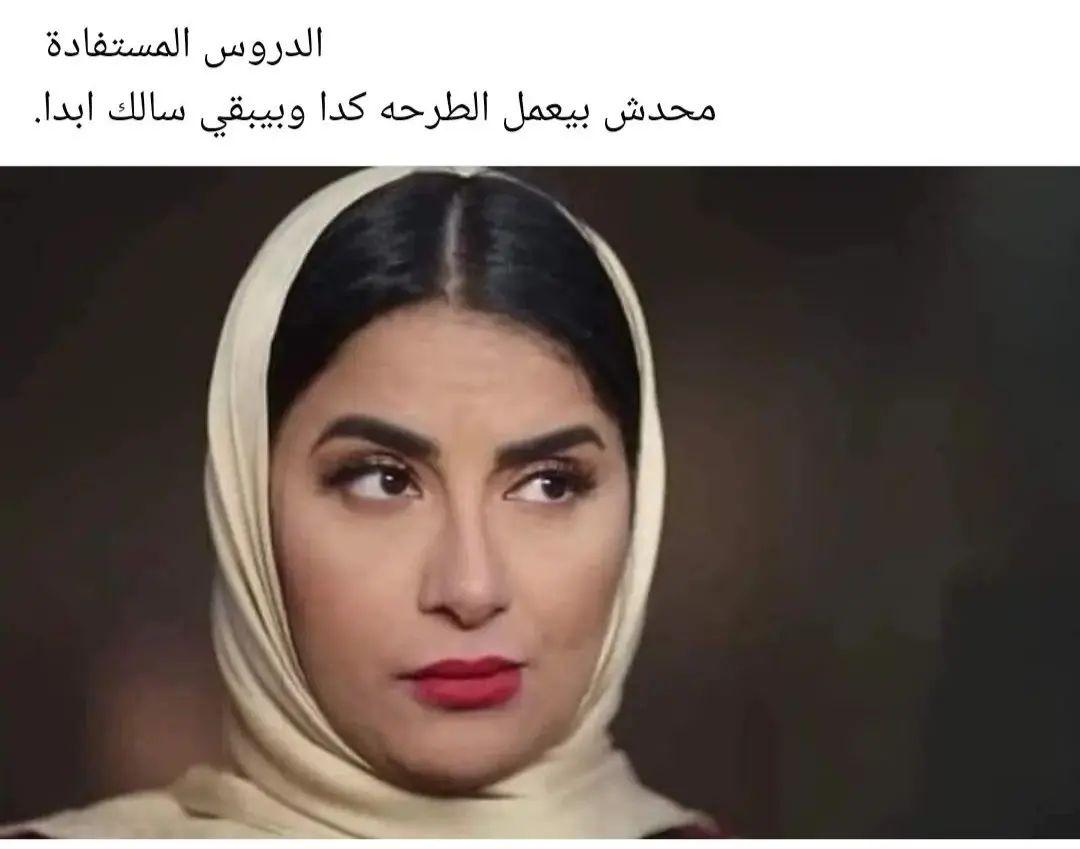 الدروس المستفادة
محدش بيعمل الطرحه كدا وبيبقي سالك ابدا.